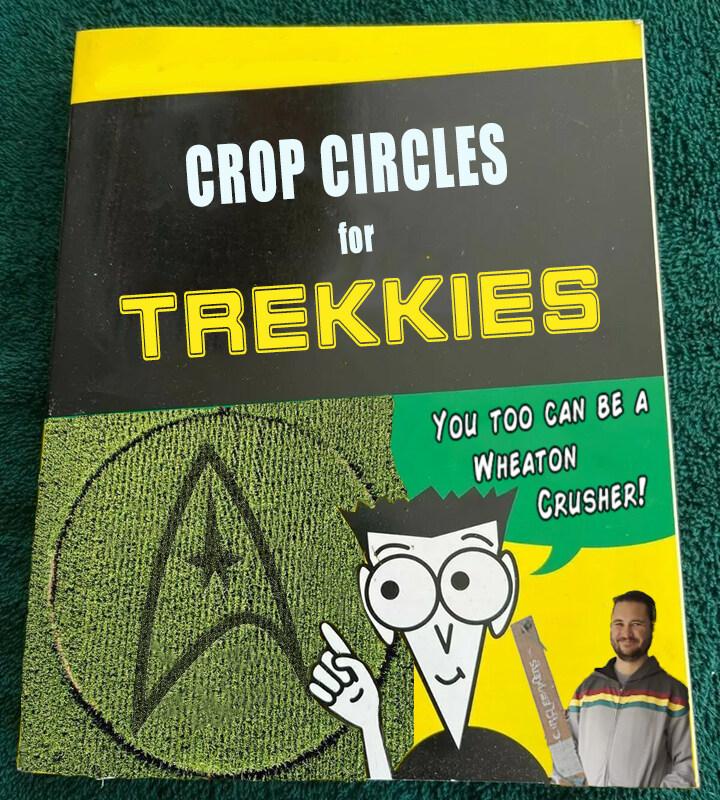 CROP CIRCLES
for
TREKKIES
YOU TOO CAN BE A
WHEATON
CRUSHER!